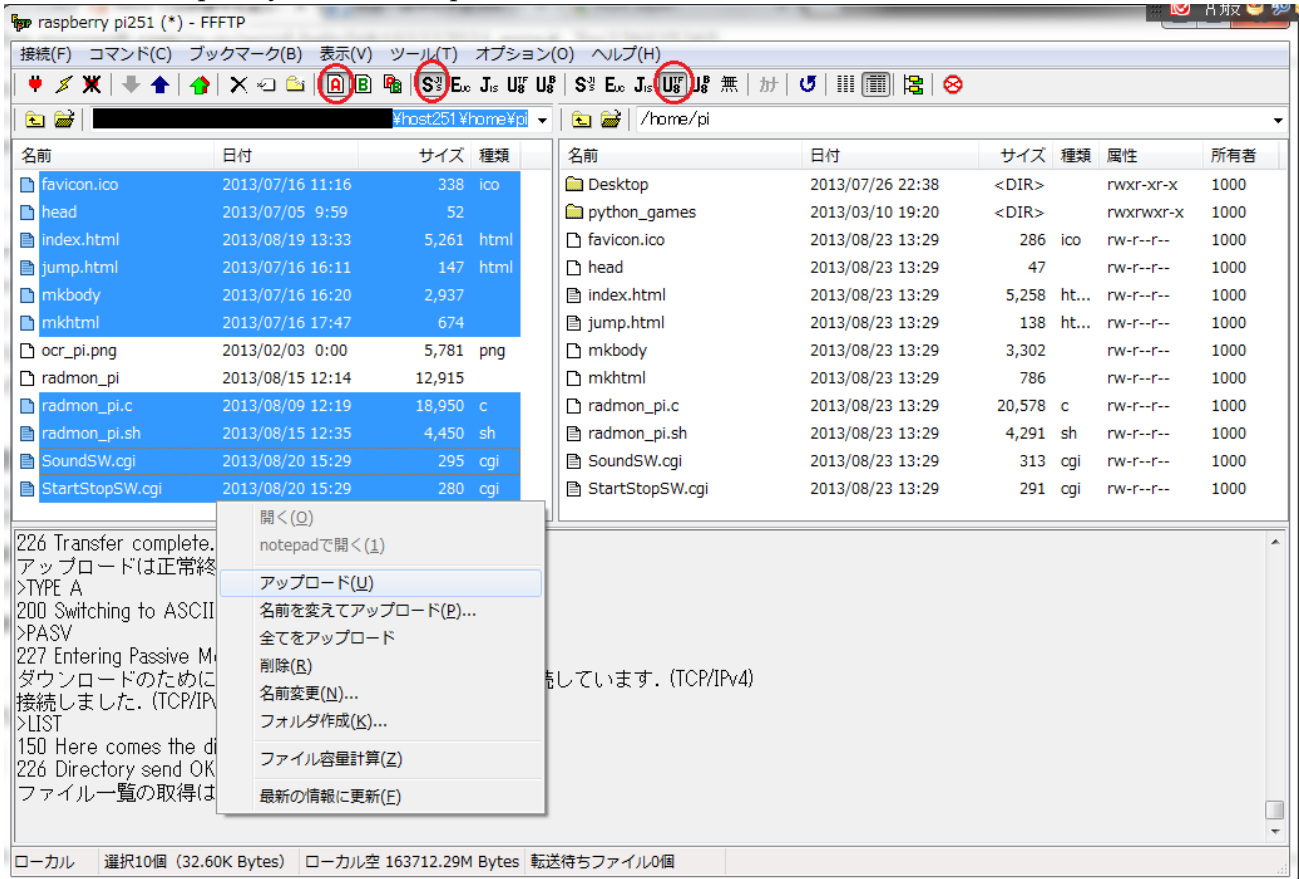 raspberry pi251 (*) - FFFTP
A 般
接続(F) コマンド(C) ブックマーク(B) 表示(V) ツール(T) オプション(O) ヘルプ(H)
A B S Euc JIS UTF8 S Euc JIS UTF8 無 ｶﾅ
¥host251¥home¥pi /home/pi
名前 日付 サイズ 種類 名前 日付 サイズ 種類 属性 所有者
favicon.ico 2013/07/16 11:16 338 ico Desktop 2013/07/26 22:38 <DIR> rwxr-xr-x 1000
head 2013/07/05 9:59 52 python_games 2013/03/10 19:20 <DIR> rwxrwxr-x 1000
index.html 2013/08/19 13:33 5,261 html favicon.ico 2013/08/23 13:29 286 ico rw-r--r-- 1000
jump.html 2013/07/16 16:11 147 html head 2013/08/23 13:29 47 rw-r--r-- 1000
mkbody 2013/07/16 16:20 2,937 index.html 2013/08/23 13:29 5,258 ht... rw-r--r-- 1000
mkhtml 2013/07/16 17:47 674 jump.html 2013/08/23 13:29 138 ht... rw-r--r-- 1000
ocr_pi.png 2013/02/03 0:00 5,781 png mkbody 2013/08/23 13:29 3,302 rw-r--r-- 1000
radmon_pi 2013/08/15 12:14 12,915 mkhtml 2013/08/23 13:29 786 rw-r--r-- 1000
radmon_pi.c 2013/08/09 12:19 18,950 c radmon_pi.c 2013/08/23 13:29 20,578 c rw-r--r-- 1000
radmon_pi.sh 2013/08/15 12:35 4,450 sh radmon_pi.sh 2013/08/23 13:29 4,291 sh rw-r--r-- 1000
SoundSW.cgi 2013/08/20 15:29 295 cgi SoundSW.cgi 2013/08/23 13:29 313 cgi rw-r--r-- 1000
StartStopSW.cgi 2013/08/20 15:29 280 cgi StartStopSW.cgi 2013/08/23 13:29 291 cgi rw-r--r-- 1000
開く(O)
notepadで開く(1)
アップロード(U)
名前を変えてアップロード(P)...
全てをアップロード
削除(R)
名前変更(N)...
フォルダ作成(K)...
ファイル容量計算(Z)
最新の情報に更新(F)
226 Transfer complete.
アップロードは正常終
>TYPE A
200 Switching to ASCII
>PASV
227 Entering Passive M
ダウンロードのために しています. (TCP/IPv4)
接続しました. (TCP/IP
>LIST
150 Here comes the di
226 Directory send OK
ファイル一覧の取得は
ローカル 選択10個 (32.60K Bytes) ローカル空 163712.29M Bytes 転送待ちファイル0個